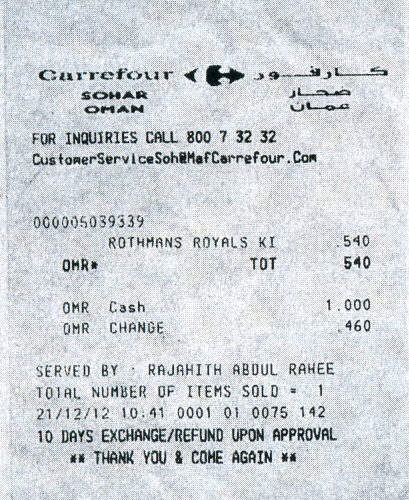 Carrefour كارفور
SOHAR صحار
OMAN عمان
FOR INQUIRIES CALL 800 7 32 32
CustomerServiceSoh@MafCarrefour.Com
000005039339
ROTHMANS ROYALS KI .540
OMR* TOT 540
OMR Cash 1.000
OMR CHANGE .460
SERVED BY : RAJAHITH ABDUL RAHEE
TOTAL NUMBER OF ITEMS SOLD = 1
21/12/12 10:41 0001 01 0075 142
10 DAYS EXCHANGE/REFUND UPON APPROVAL
** THANK YOU & COME AGAIN **